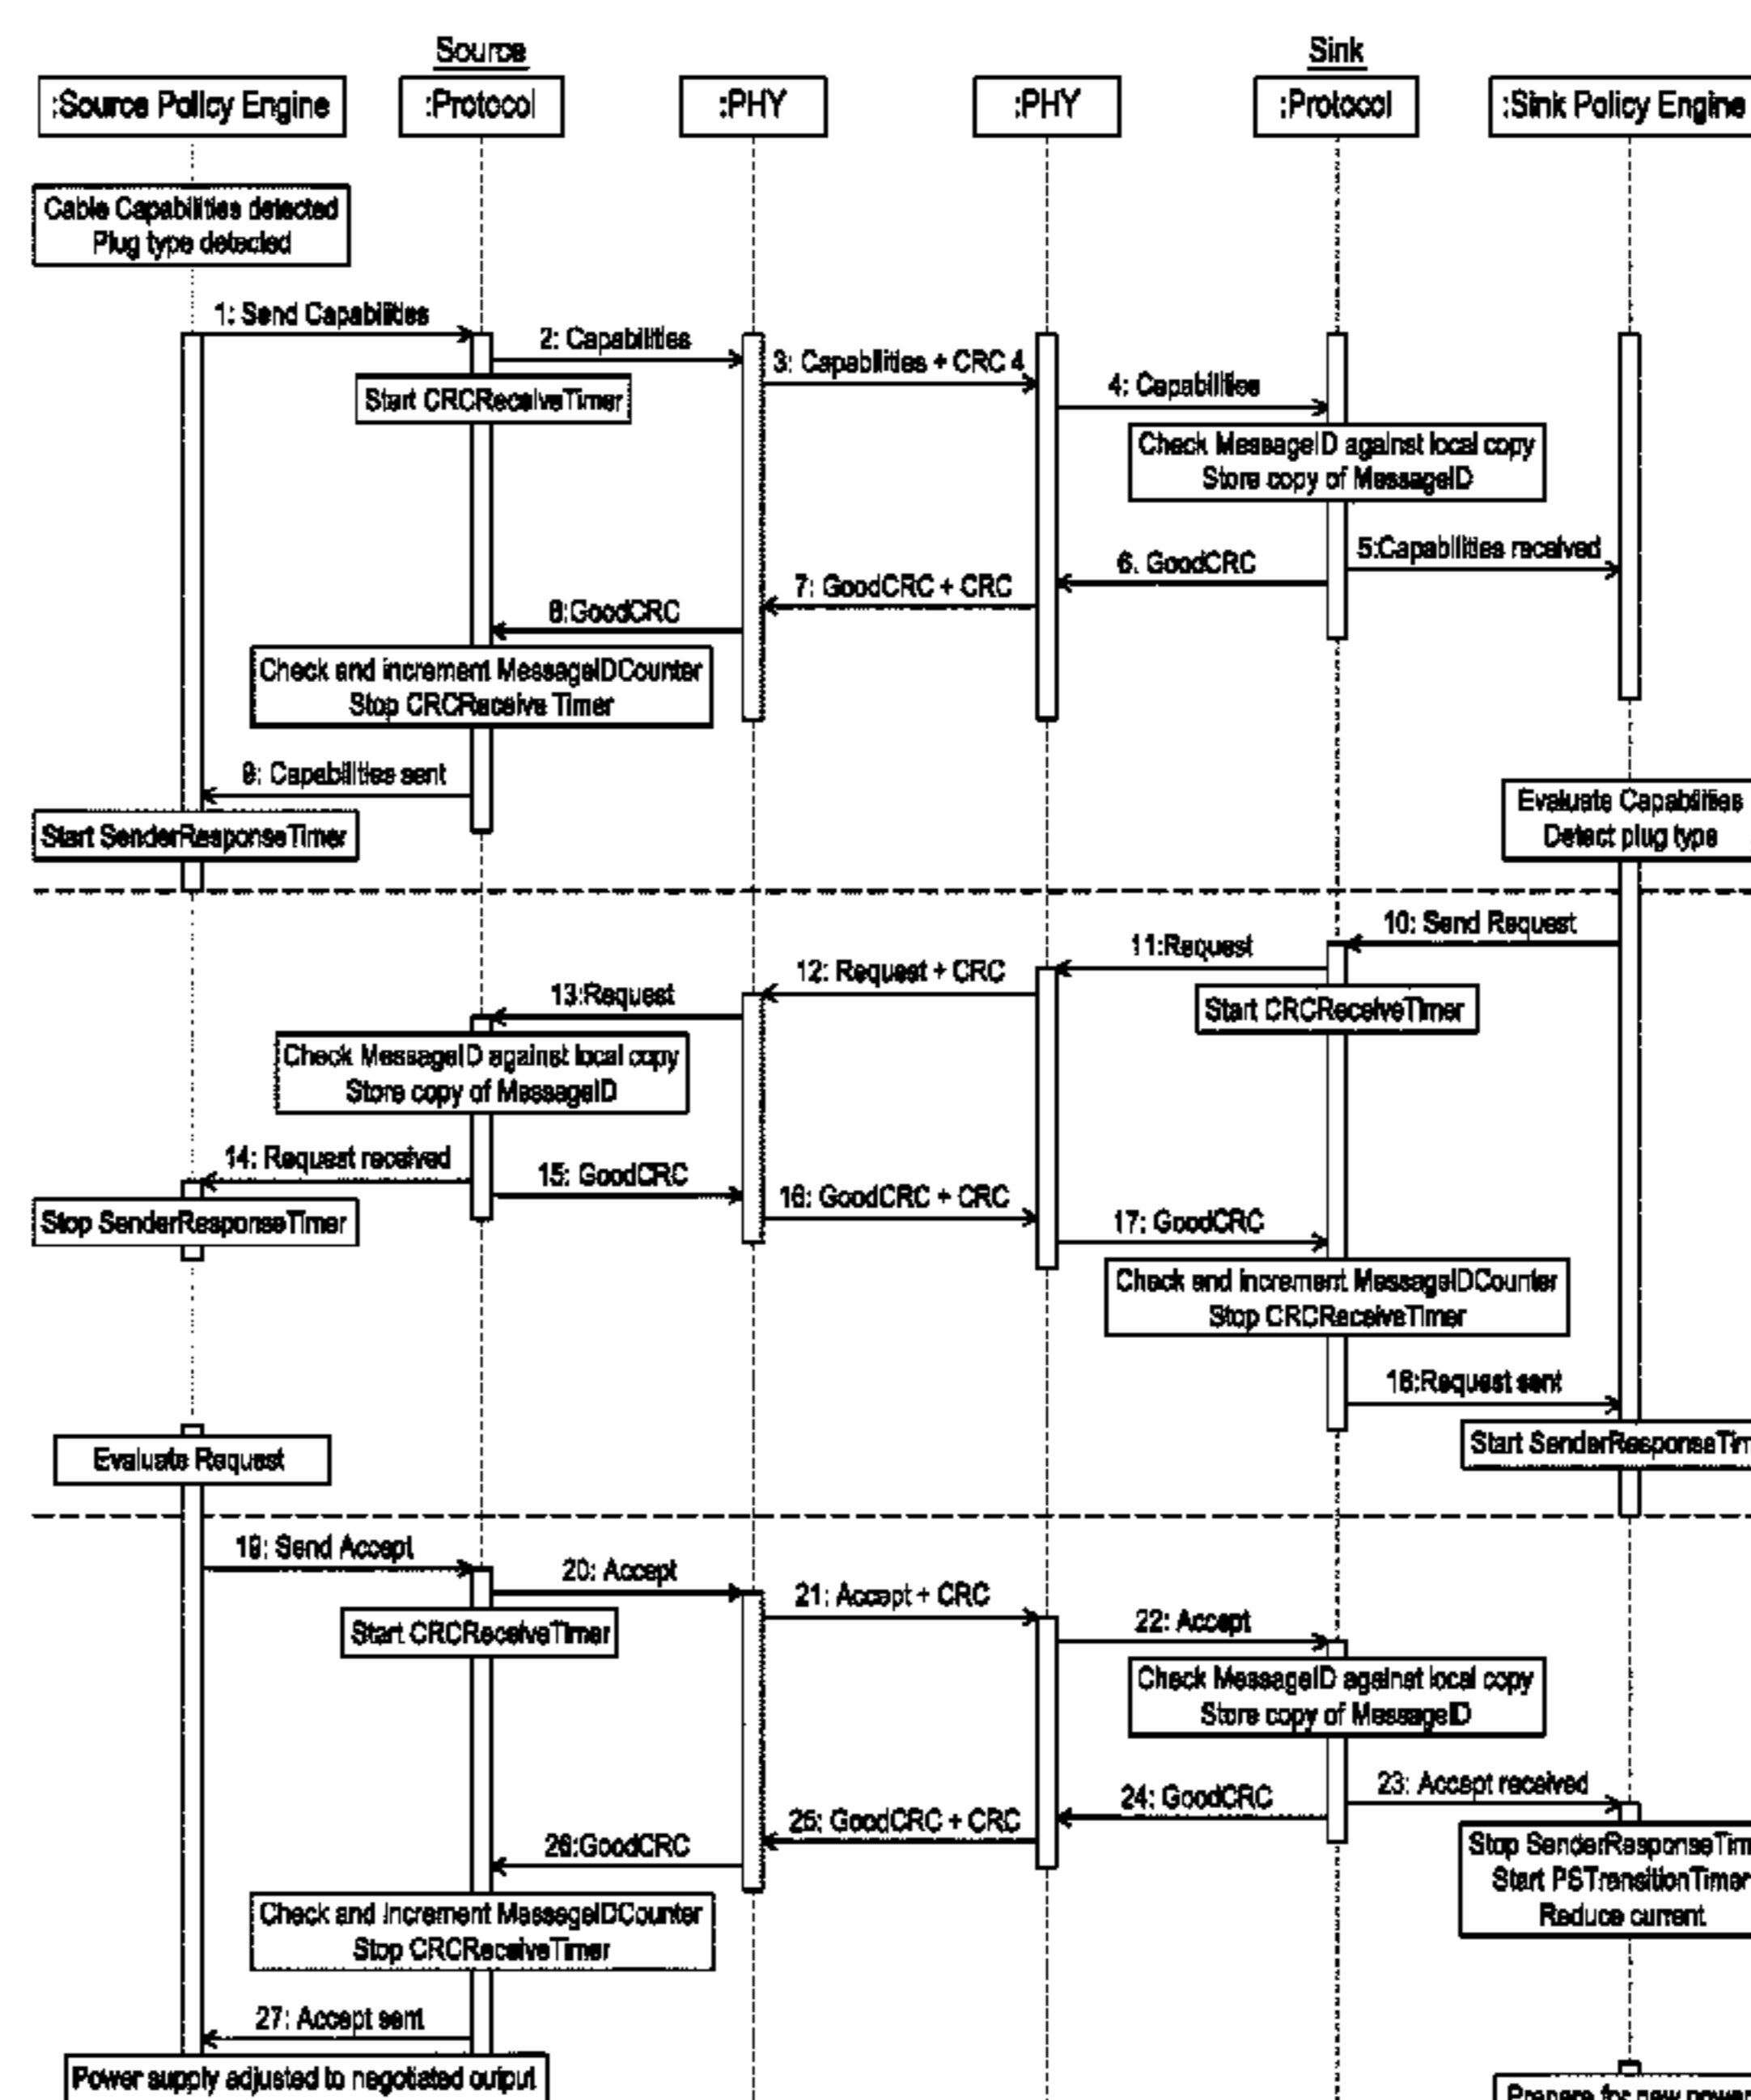 Source
Sink
:Source Policy Engine
:Protocol
:PHY
:PHY
:Protocol
:Sink Policy Engine
Cable Capabilities detected
Plug type detected
1: Send Capabilities
2: Capabilities
3: Capabilities + CRC 4
4: Capabilities
Start CRCReceiveTimer
Check MessageID against local copy
Store copy of MessageID
5:Capabilities received
6. GoodCRC
7: GoodCRC + CRC
8:GoodCRC
Check and increment MessageIDCounter
Stop CRCReceive Timer
9: Capabilities sent
Start SenderResponseTimer
Evaluate Capabilities
Detect plug type
10: Send Request
11:Request
12: Request + CRC
13:Request
Start CRCReceiveTimer
Check MessageID against local copy
Store copy of MessageID
14: Request received
15: GoodCRC
16: GoodCRC + CRC
17: GoodCRC
Stop SenderResponseTimer
Check and increment MessageIDCounter
Stop CRCReceiveTimer
18:Request sent
Start SenderResponseTim
Evaluate Request
19: Send Accept
20: Accept
21: Accept + CRC
22: Accept
Start CRCReceiveTimer
Check MessageID against local copy
Store copy of MessageID
23: Accept received
24: GoodCRC
25: GoodCRC + CRC
26:GoodCRC
Stop SenderResponseTim
Start PSTransitionTimer
Reduce current
Check and increment MessageIDCounter
Stop CRCReceiveTimer
27: Accept sent
Power supply adjusted to negotiated output
Prepare for new power